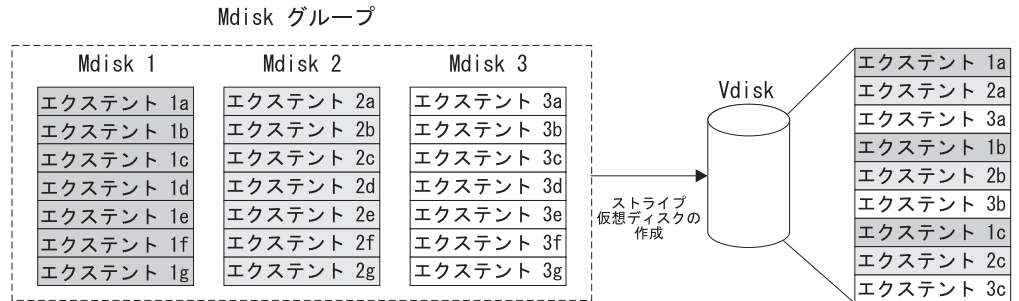 Mdisk グループ
Mdisk 1
エクステント 1a
エクステント 1b
エクステント 1c
エクステント 1d
エクステント 1e
エクステント 1f
エクステント 1g
Mdisk 2
エクステント 2a
エクステント 2b
エクステント 2c
エクステント 2d
エクステント 2e
エクステント 2f
エクステント 2g
Mdisk 3
エクステント 3a
エクステント 3b
エクステント 3c
エクステント 3d
エクステント 3e
エクステント 3f
エクステント 3g
ストライプ
仮想ディスクの
作成
Vdisk
エクステント 1a
エクステント 2a
エクステント 3a
エクステント 1b
エクステント 2b
エクステント 3b
エクステント 1c
エクステント 2c
エクステント 3c